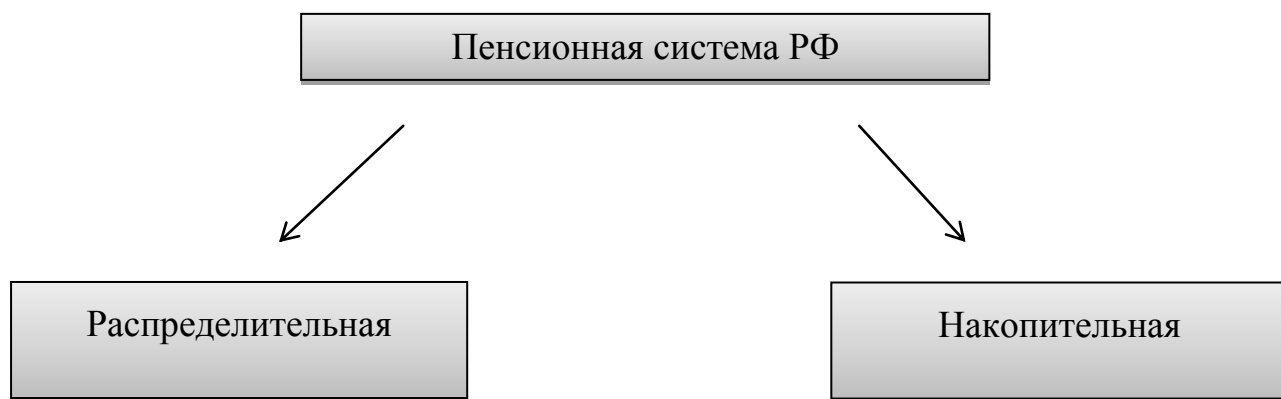 Пенсионная система РФ
Распределительная
Накопительная